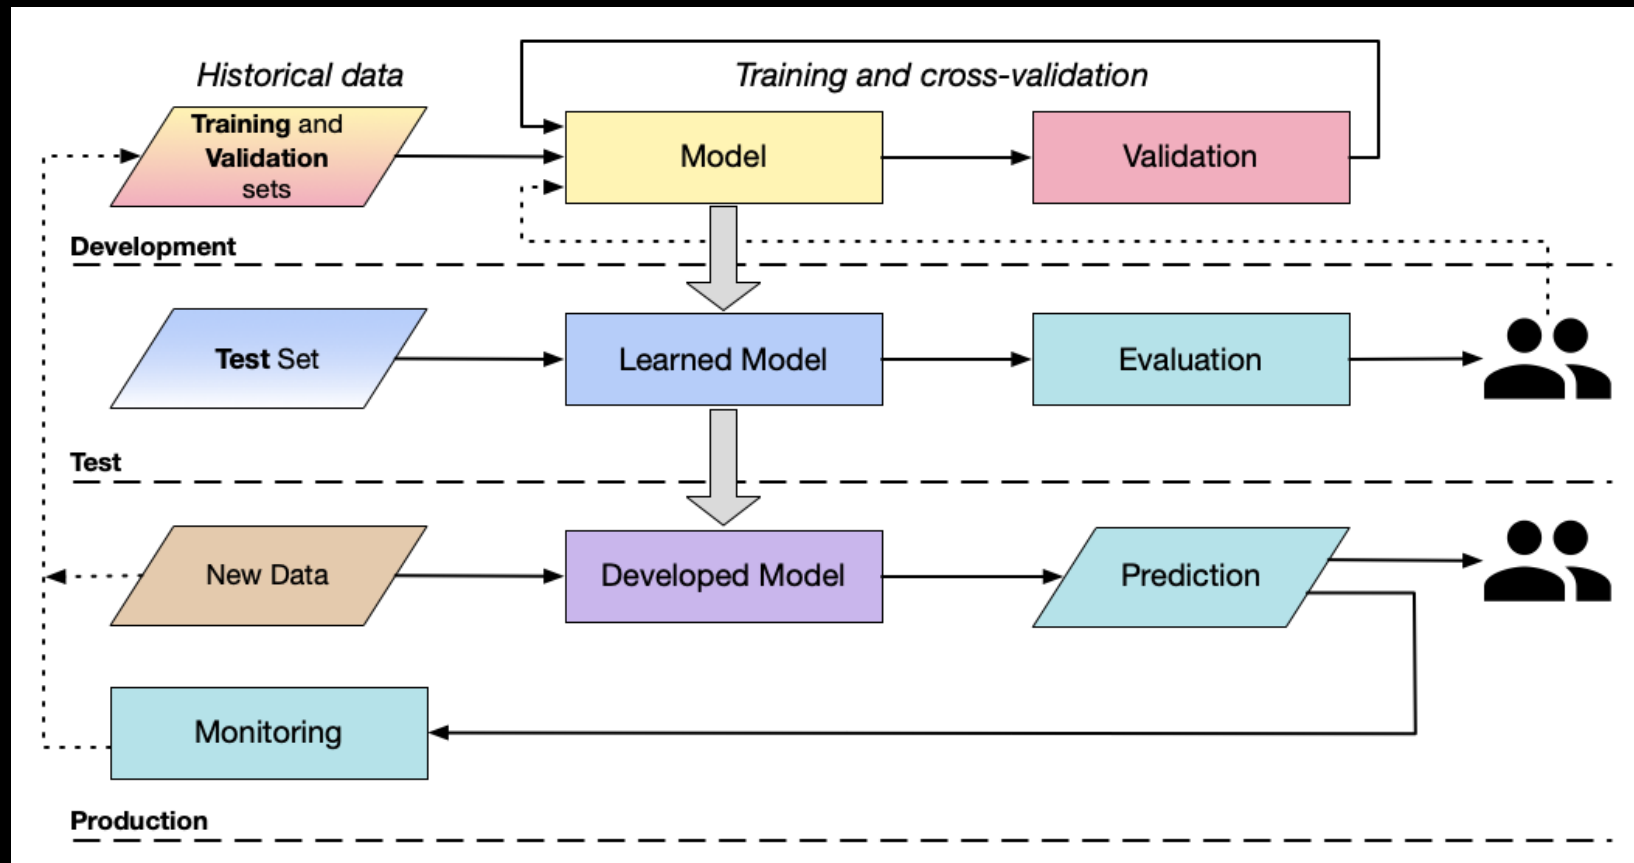 Historical data
Training and cross-validation
Training and
Validation
sets
Model
Validation
Development
Test Set
Learned Model
Evaluation
Test
New Data
Developed Model
Prediction
Monitoring
Production